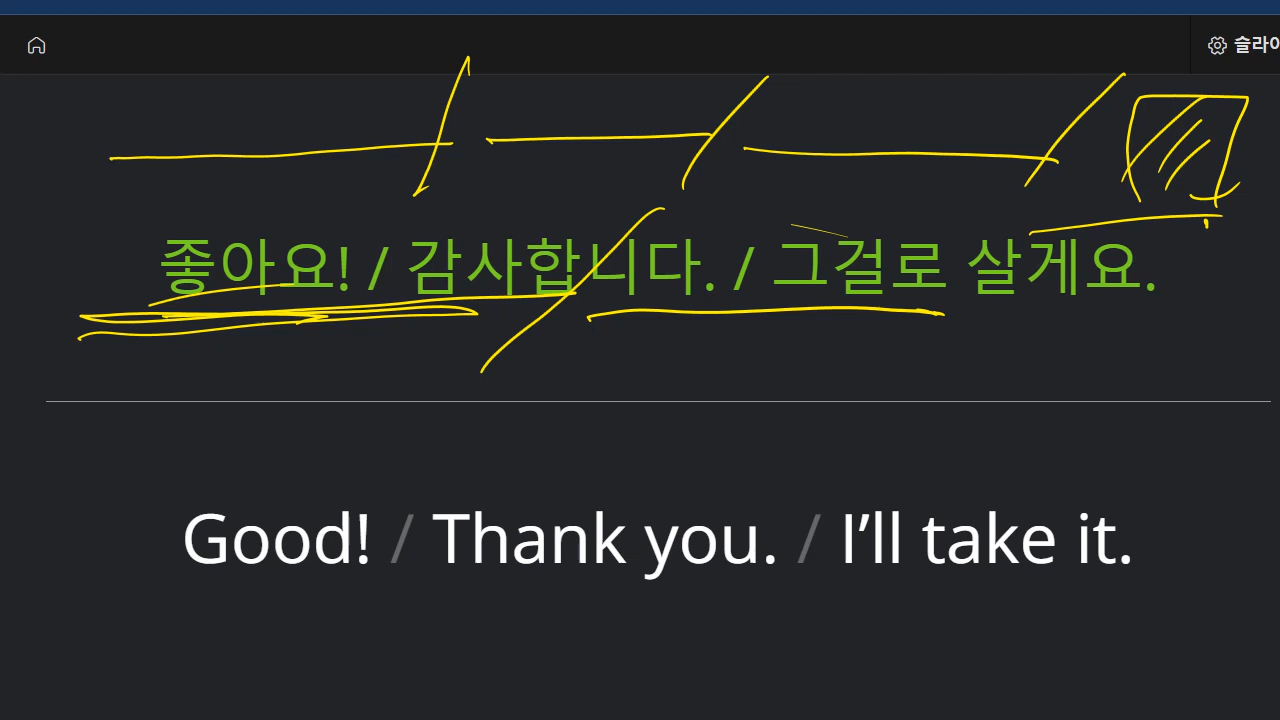 슬라이
좋아요! / 감사합니다. / 그걸로 살게요.
Good! / Thank you. / I’ll take it.